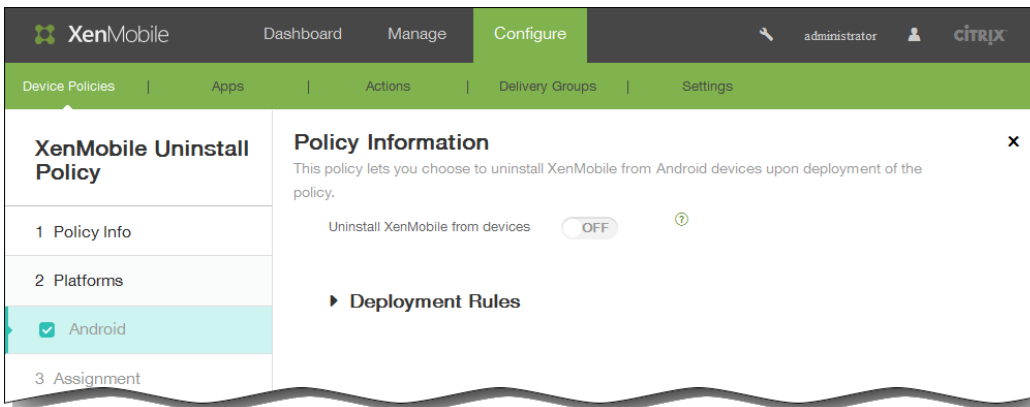 XenMobile Dashboard Manage Configure administrator CİTRIX
Device Policies | Apps | Actions | Delivery Groups | Settings
XenMobile Uninstall
Policy
1 Policy Info
2 Platforms
Android
3 Assignment
Policy Information
This policy lets you choose to uninstall XenMobile from Android devices upon deployment of the
policy.
Uninstall XenMobile from devices OFF ?
Deployment Rules